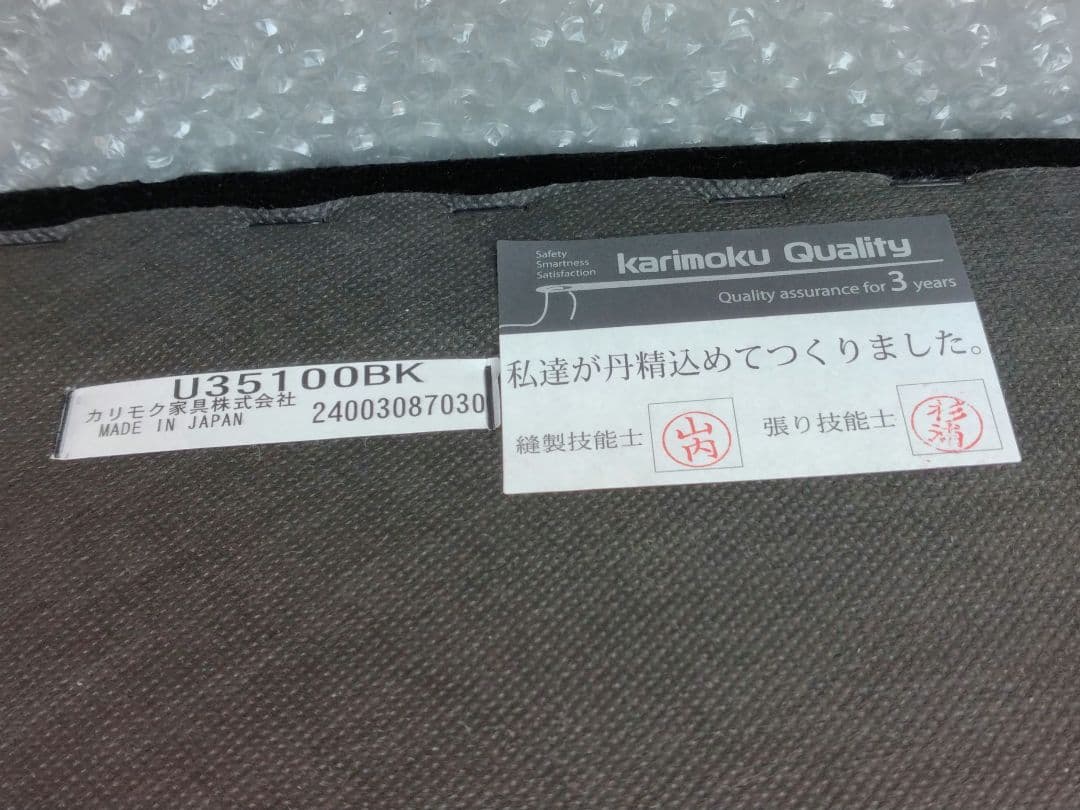 U35100BK
カリモク家具株式会社 24003087030
MADE IN JAPAN
Safety
Smartness
Satisfaction
karimoku Quality
Quality assurance for 3 years
私達が丹精込めてつくりました。
縫製技能士 山内 張り技能士 杉浦